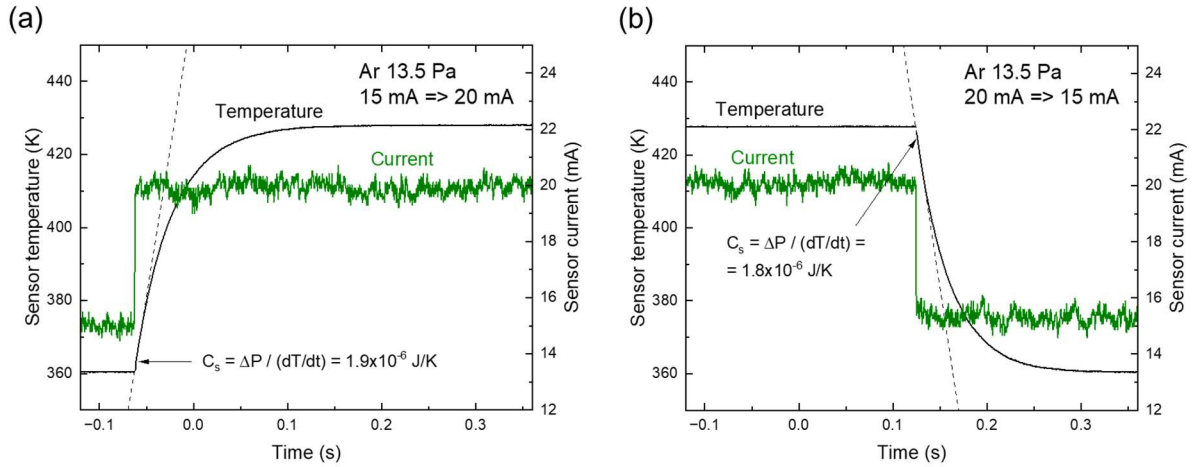 (a)
Ar 13.5 Pa
15 mA => 20 mA
Temperature
Current
C_s = ΔP / (dT/dt) = 1.9x10^-6 J/K
Sensor temperature (K)
440
420
400
380
360
Sensor current (mA)
24
22
20
18
16
14
12
−0.1 0.0 0.1 0.2 0.3
Time (s)
(b)
Ar 13.5 Pa
20 mA => 15 mA
Temperature
Current
C_s = ΔP / (dT/dt) =
= 1.8x10^-6 J/K
Sensor temperature (K)
440
420
400
380
360
Sensor current (mA)
24
22
20
18
16
14
12
−0.1 0.0 0.1 0.2 0.3
Time (s)